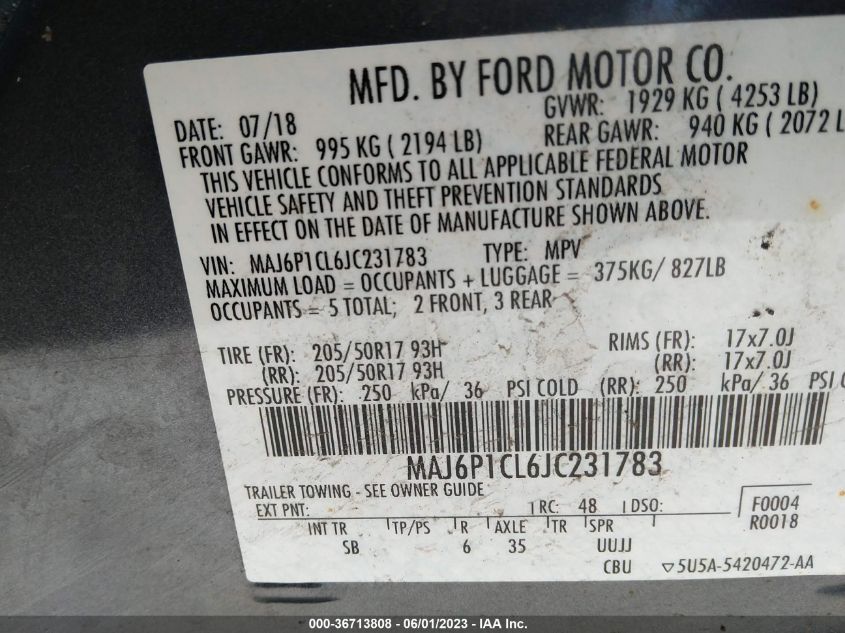 MFD. BY FORD MOTOR CO.
DATE: 07/18 GVWR: 1929 KG ( 4253 LB)
FRONT GAWR: 995 KG ( 2194 LB) REAR GAWR: 940 KG ( 2072 L
THIS VEHICLE CONFORMS TO ALL APPLICABLE FEDERAL MOTOR
VEHICLE SAFETY AND THEFT PREVENTION STANDARDS
IN EFFECT ON THE DATE OF MANUFACTURE SHOWN ABOVE.
VIN: MAJ6P1CL6JC231783 TYPE: MPV
MAXIMUM LOAD = OCCUPANTS + LUGGAGE = 375KG/ 827LB
OCCUPANTS = 5 TOTAL; 2 FRONT, 3 REAR
TIRE (FR): 205/50R17 93H RIMS (FR): 17x7.0J
(RR): 205/50R17 93H (RR): 17x7.0J
PRESSURE (FR): 250 kPa/ 36 PSI COLD (RR): 250 kPa/ 36 PSI C
MAJ6P1CL6JC231783
TRAILER TOWING - SEE OWNER GUIDE
EXT PNT: RC: 48 DSO: F0004
R0018
INT TR TP/PS R AXLE TR SPR
SB 6 35 UUJJ
CBU ▽5U5A-5420472-AA
000-36713808 - 06/01/2023 - IAA Inc.